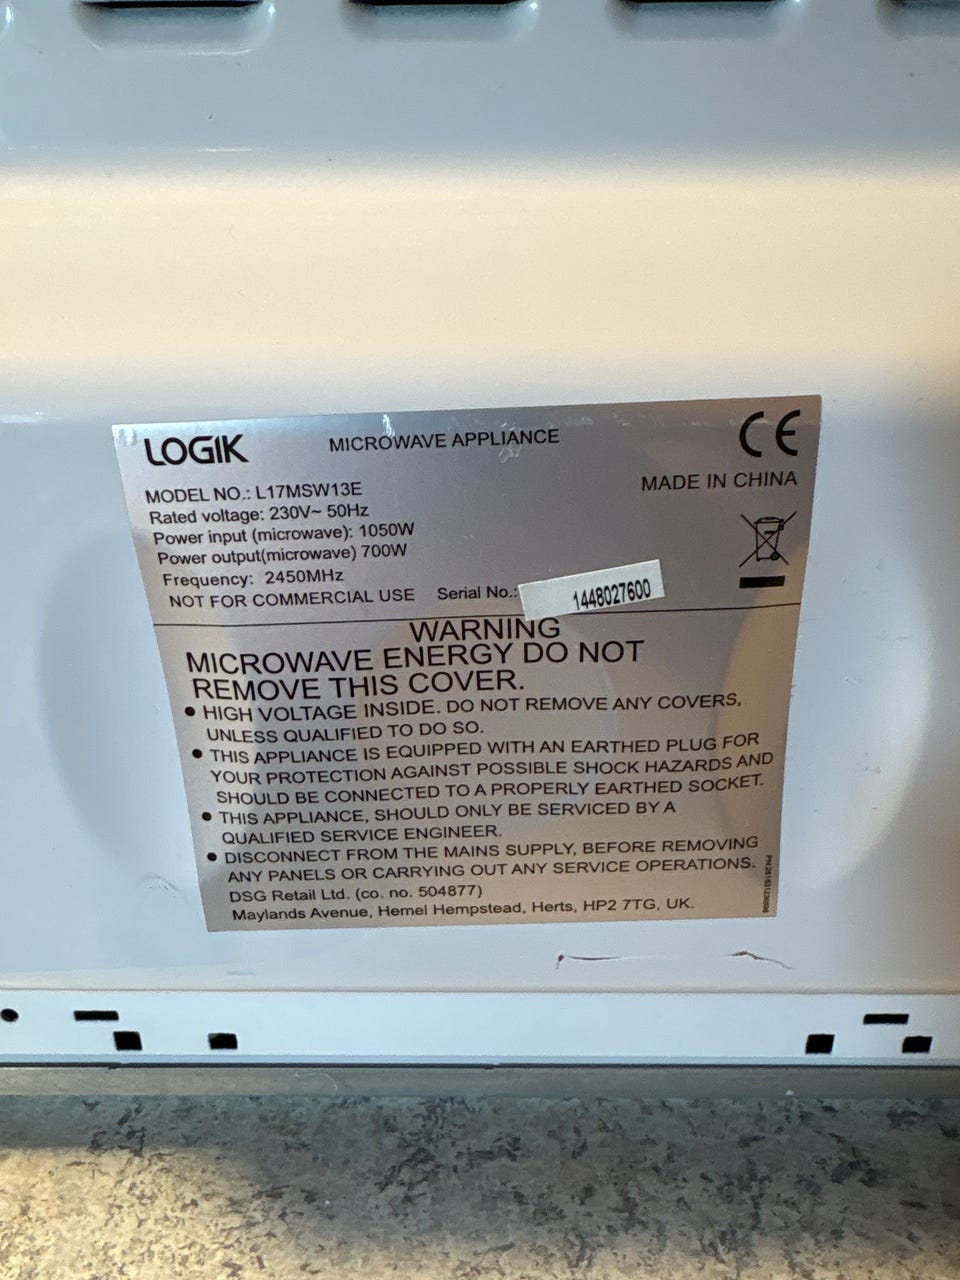 LOGIK
MICROWAVE APPLIANCE
CE
MADE IN CHINA
MODEL NO.: L17MSW13E
Rated voltage: 230V~ 50Hz
Power input (microwave): 1050W
Power output(microwave) 700W
Frequency: 2450MHz
NOT FOR COMMERCIAL USE Serial No.: 1448027600
WARNING
MICROWAVE ENERGY DO NOT
REMOVE THIS COVER.
● HIGH VOLTAGE INSIDE. DO NOT REMOVE ANY COVERS,
UNLESS QUALIFIED TO DO SO.
● THIS APPLIANCE IS EQUIPPED WITH AN EARTHED PLUG FOR
YOUR PROTECTION AGAINST POSSIBLE SHOCK HAZARDS AND
SHOULD BE CONNECTED TO A PROPERLY EARTHED SOCKET.
● THIS APPLIANCE, SHOULD ONLY BE SERVICED BY A
QUALIFIED SERVICE ENGINEER.
● DISCONNECT FROM THE MAINS SUPPLY, BEFORE REMOVING
ANY PANELS OR CARRYING OUT ANY SERVICE OPERATIONS.
DSG Retail Ltd. (co. no. 504877)
Maylands Avenue, Hemel Hempstead, Herts, HP2 7TG, UK.